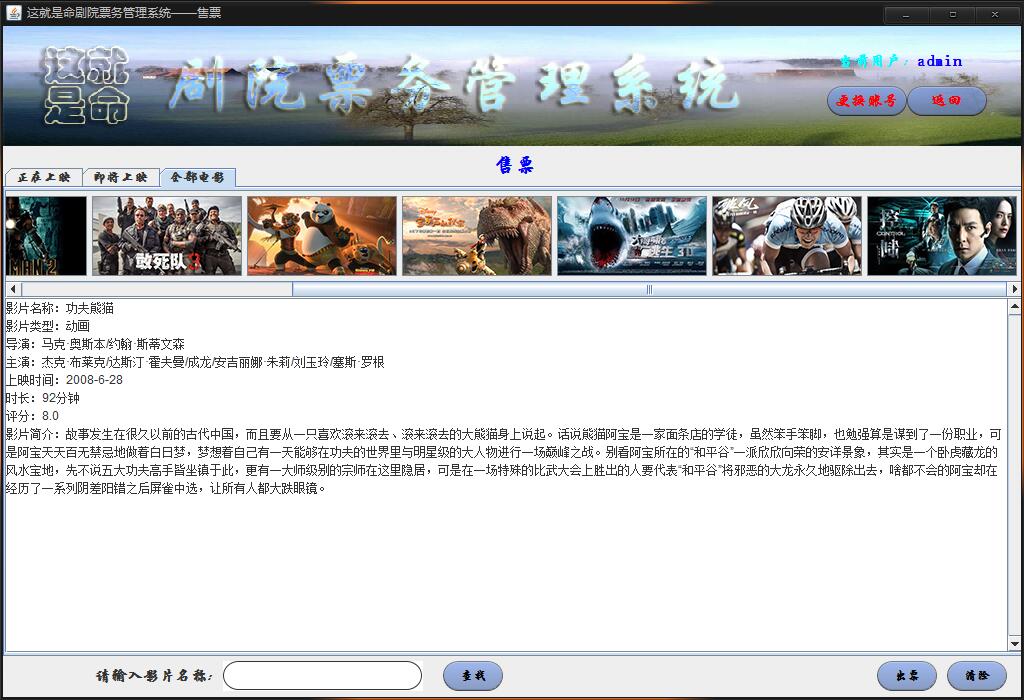 这就是命剧院票务管理系统——售票
这就
是命
剧院票务管理系统
当前用户：admin
更换账号 返回
售票
正在上映 即将上映 全部电影
MAN 2
敢死队3
Disney
3D
控制
CONTROL
影片名称：功夫熊猫
影片类型：动画
导演：马克·奥斯本/约翰·斯蒂文森
主演：杰克·布莱克/达斯汀·霍夫曼/成龙/安吉丽娜·朱莉/刘玉玲/塞斯·罗根
上映时间：2008-6-28
时长：92分钟
评分：8.0
影片简介：故事发生在很久以前的古代中国，而且要从一只喜欢滚来滚去、滚来滚去的大熊猫身上说起。话说熊猫阿宝是一家面条店的学徒，虽然笨手笨脚，也勉强算是谋到了一份职业，可
是阿宝天天百无禁忌地做着白日梦，梦想着自己有一天能够在功夫的世界里与明星级的大人物进行一场巅峰之战。别看阿宝所在的“和平谷”一派欣欣向荣的安详景象，其实是一个卧虎藏龙的
风水宝地，先不说五大功夫高手皆坐镇于此，更有一大师级别的宗师在这里隐居，可是在一场特殊的比武大会上胜出的人要代表“和平谷”将邪恶的大龙永久地驱除出去，啥都不会的阿宝却在
经历了一系列阴差阳错之后屏雀中选，让所有人都大跌眼镜。
请输入影片名称： 查找 出票 清除